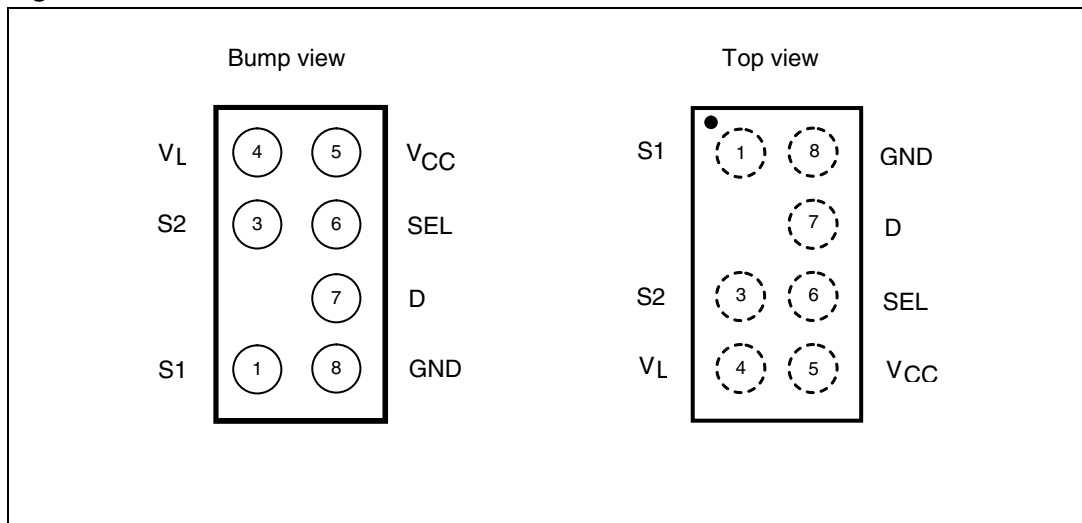 Bump view
VL 4 5 VCC
S2 3 6 SEL
7 D
S1 1 8 GND
Top view
S1 1 8 GND
7 D
S2 3 6 SEL
VL 4 5 VCC